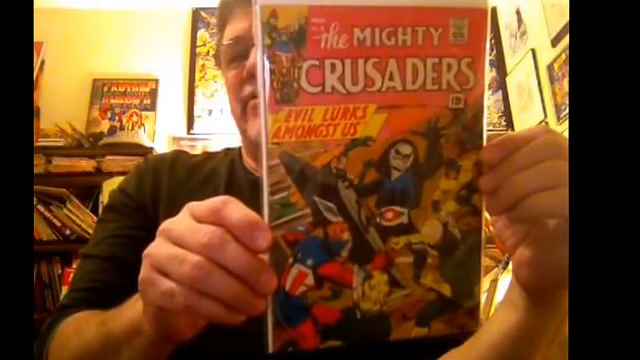 the MIGHTY
CRUSADERS
EVIL LURKS
AMONGST US
CAPTAIN
AMERICA